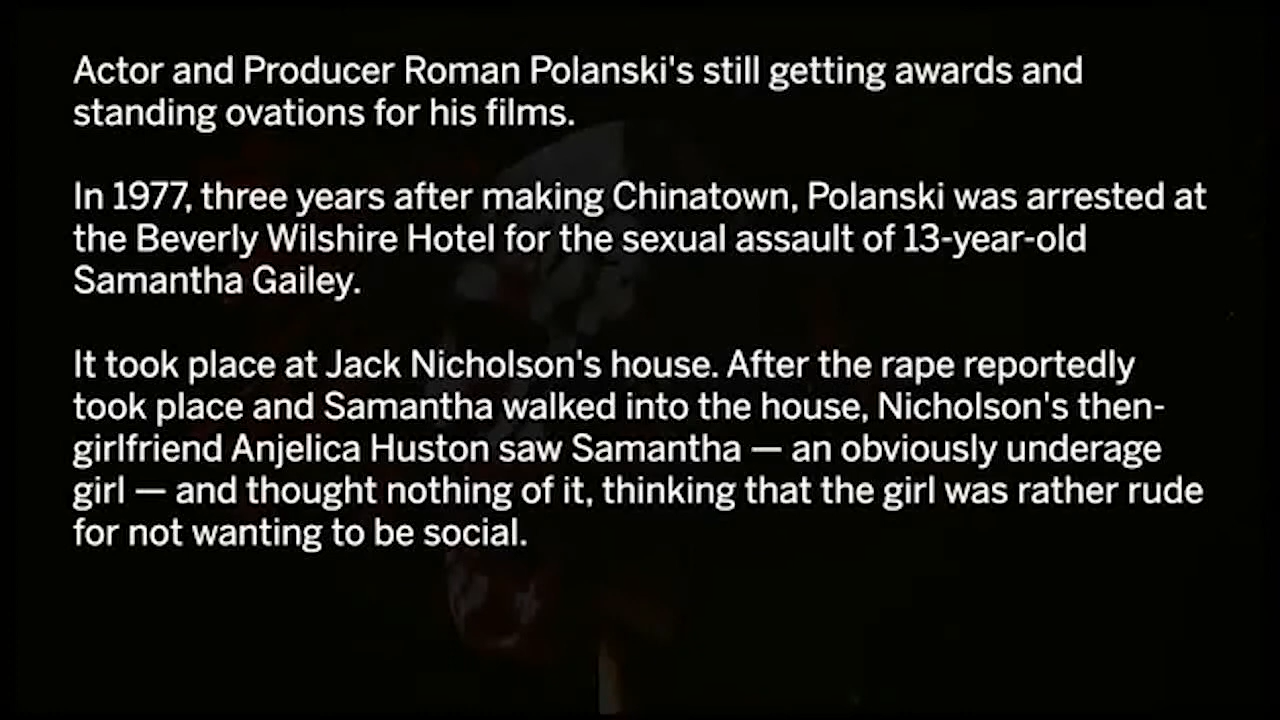 Actor and Producer Roman Polanski's still getting awards and
standing ovations for his films.
In 1977, three years after making Chinatown, Polanski was arrested at
the Beverly Wilshire Hotel for the sexual assault of 13-year-old
Samantha Gailey.
It took place at Jack Nicholson's house. After the rape reportedly
took place and Samantha walked into the house, Nicholson's then-
girlfriend Anjelica Huston saw Samantha — an obviously underage
girl — and thought nothing of it, thinking that the girl was rather rude
for not wanting to be social.